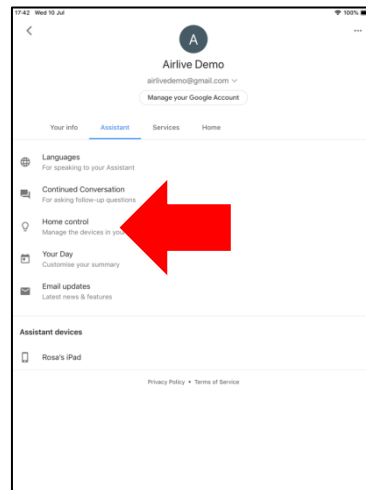 17:42 Wed 10 Jul 100%
A
Airlive Demo
airlivedemo@gmail.com
Manage your Google Account
Your info Assistant Services Home
Languages
For speaking to your Assistant
Continued Conversation
For asking follow-up questions
Home control
Manage the devices in your
Your Day
Customise your summary
Email updates
Latest news & features
Assistant devices
Rosa's iPad
Privacy Policy • Terms of Service